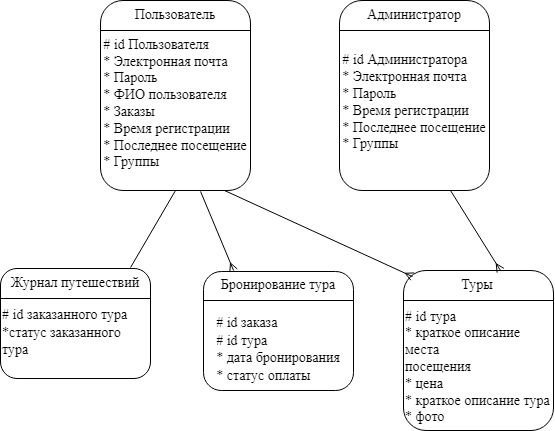 Пользователь
# id Пользователя
* Электронная почта
* Пароль
* ФИО пользователя
* Заказы
* Время регистрации
* Последнее посещение
* Группы
Администратор
# id Администратора
* Электронная почта
* Пароль
* Время регистрации
* Последнее посещение
* Группы
Журнал путешествий
# id заказанного тура
*статус заказанного
тура
Бронирование тура
# id заказа
# id тура
* дата бронирования
* статус оплаты
Туры
# id тура
* краткое описание
места
посещения
* цена
* краткое описание тура
* фото